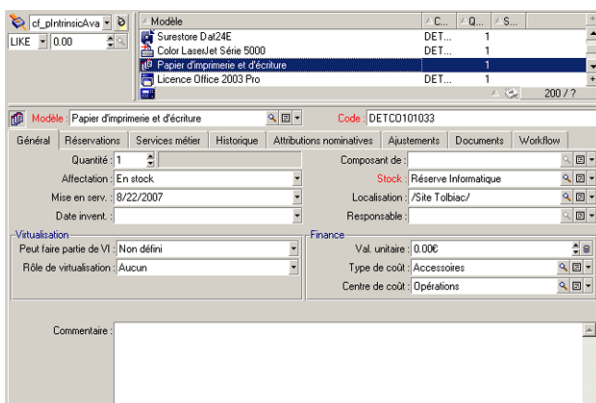 cf_pIntrinsicAva
LIKE 0.00
Modèle C... Q... S...
Surestore Dat24E DET... 1
Color LaserJet Série 5000 DET... 1
Papier d'imprimerie et d'écriture 1
Licence Office 2003 Pro DET... 1
200 / ?
Modèle : Papier d'imprimerie et d'écriture Code : DETC0101033
Général Réservations Services métier Historique Attributions nominatives Ajustements Documents Workflow
Quantité : 1 Composant de :
Affectation : En stock Stock : Réserve Informatique
Mise en serv. : 8/22/2007 Localisation : /Site Tolbiac/
Date invent. : Responsable :
Virtualisation Finance
Peut faire partie de VI : Non défini Val. unitaire : 0.00€
Rôle de virtualisation : Aucun Type de coût : Accessoires
Centre de coût : Opérations
Commentaire :